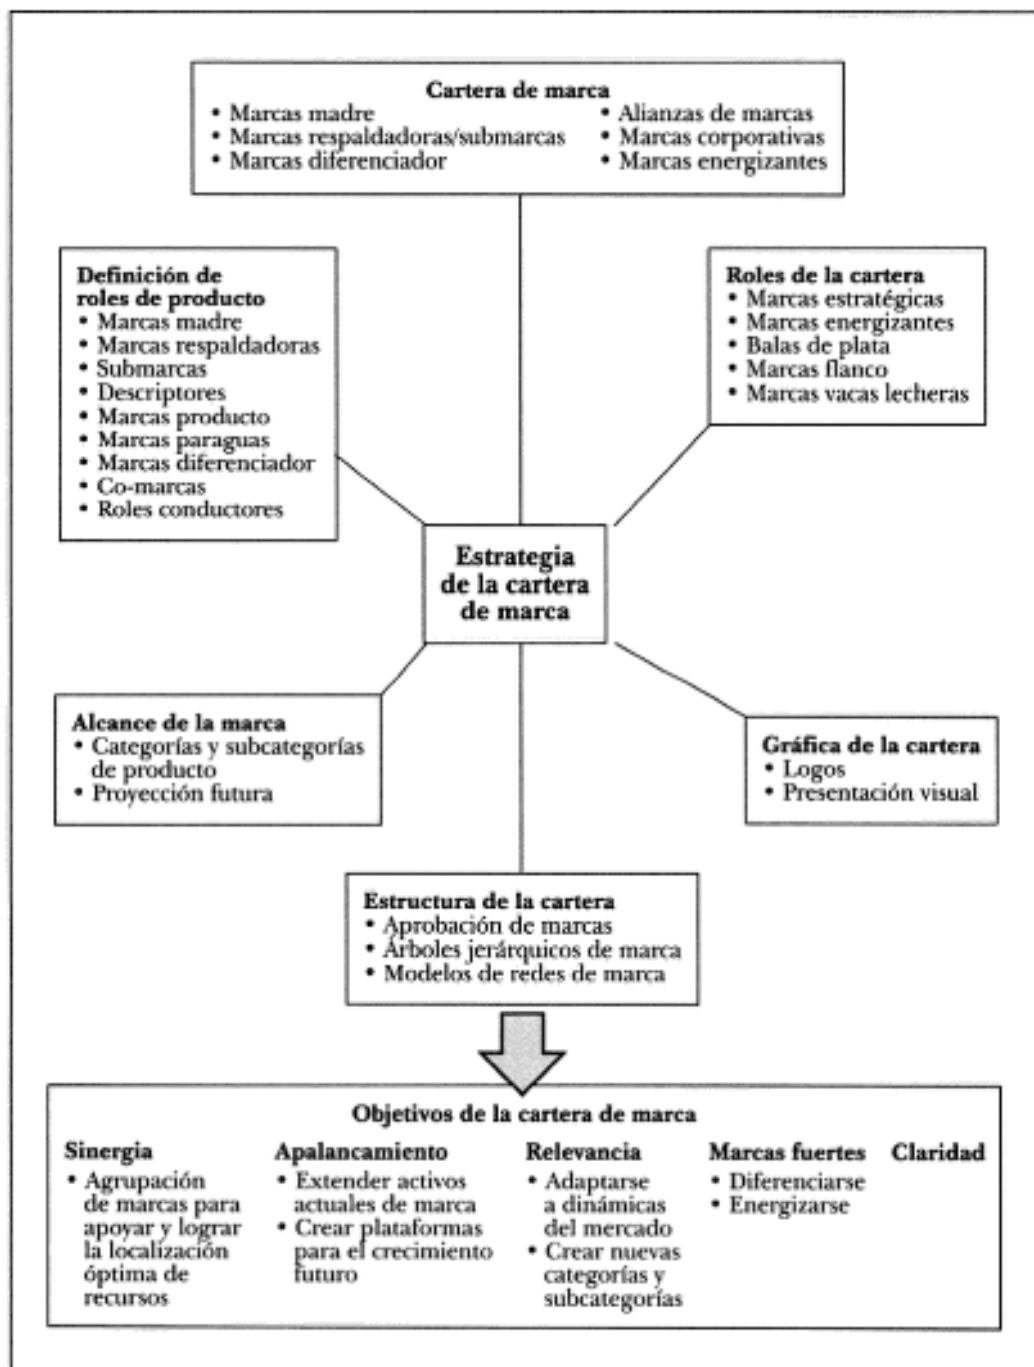 Cartera de marca
• Marcas madre
• Marcas respaldadoras/submarcas
• Marcas diferenciador
• Alianzas de marcas
• Marcas corporativas
• Marcas energizantes
Definición de
roles de producto
• Marcas madre
• Marcas respaldadoras
• Submarcas
• Descriptores
• Marcas producto
• Marcas paraguas
• Marcas diferenciador
• Co-marcas
• Roles conductores
Roles de la cartera
• Marcas estratégicas
• Marcas energizantes
• Balas de plata
• Marcas flanco
• Marcas vacas lecheras
Estrategia
de la cartera
de marca
Alcance de la marca
• Categorías y subcategorías
de producto
• Proyección futura
Gráfica de la cartera
• Logos
• Presentación visual
Estructura de la cartera
• Aprobación de marcas
• Árboles jerárquicos de marca
• Modelos de redes de marca
Objetivos de la cartera de marca
Sinergia
• Agrupación
de marcas para
apoyar y lograr
la localización
óptima de
recursos
Apalancamiento
• Extender activos
actuales de marca
• Crear plataformas
para el crecimiento
futuro
Relevancia
• Adaptarse
a dinámicas
del mercado
• Crear nuevas
categorías y
subcategorías
Marcas fuertes
• Diferenciarse
• Energizarse
Claridad